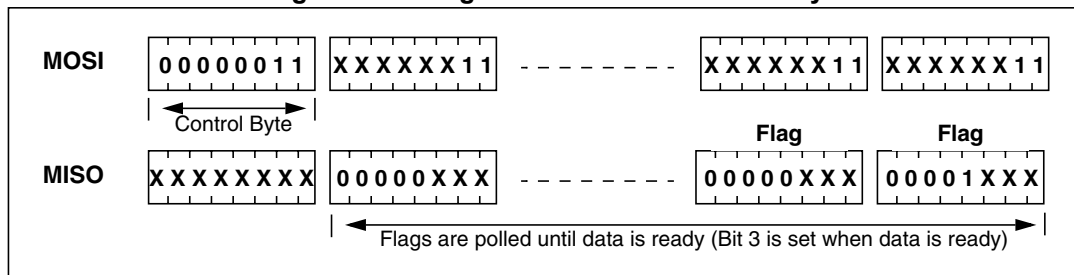 MOSI 0 0 0 0 0 0 1 1 X X X X X X 1 1 X X X X X X 1 1 X X X X X X 1 1
Control Byte
Flag Flag
MISO X X X X X X X X 0 0 0 0 0 X X X 0 0 0 0 0 X X X 0 0 0 0 1 X X X
Flags are polled until data is ready (Bit 3 is set when data is ready)